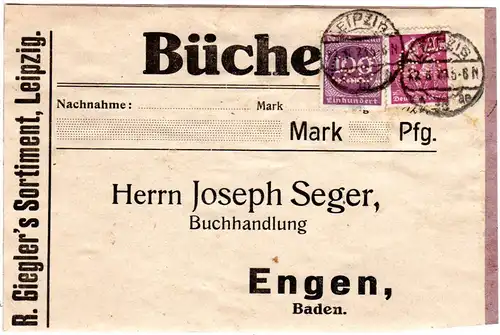 R. Giegler's Sortiment, Leipzig.
Büche
LEIPZIG
100
Einhundert
Nachnahme: Mark
Mark Pfg.
Herrn Joseph Seger,
Buchhandlung
Engen,
Baden.